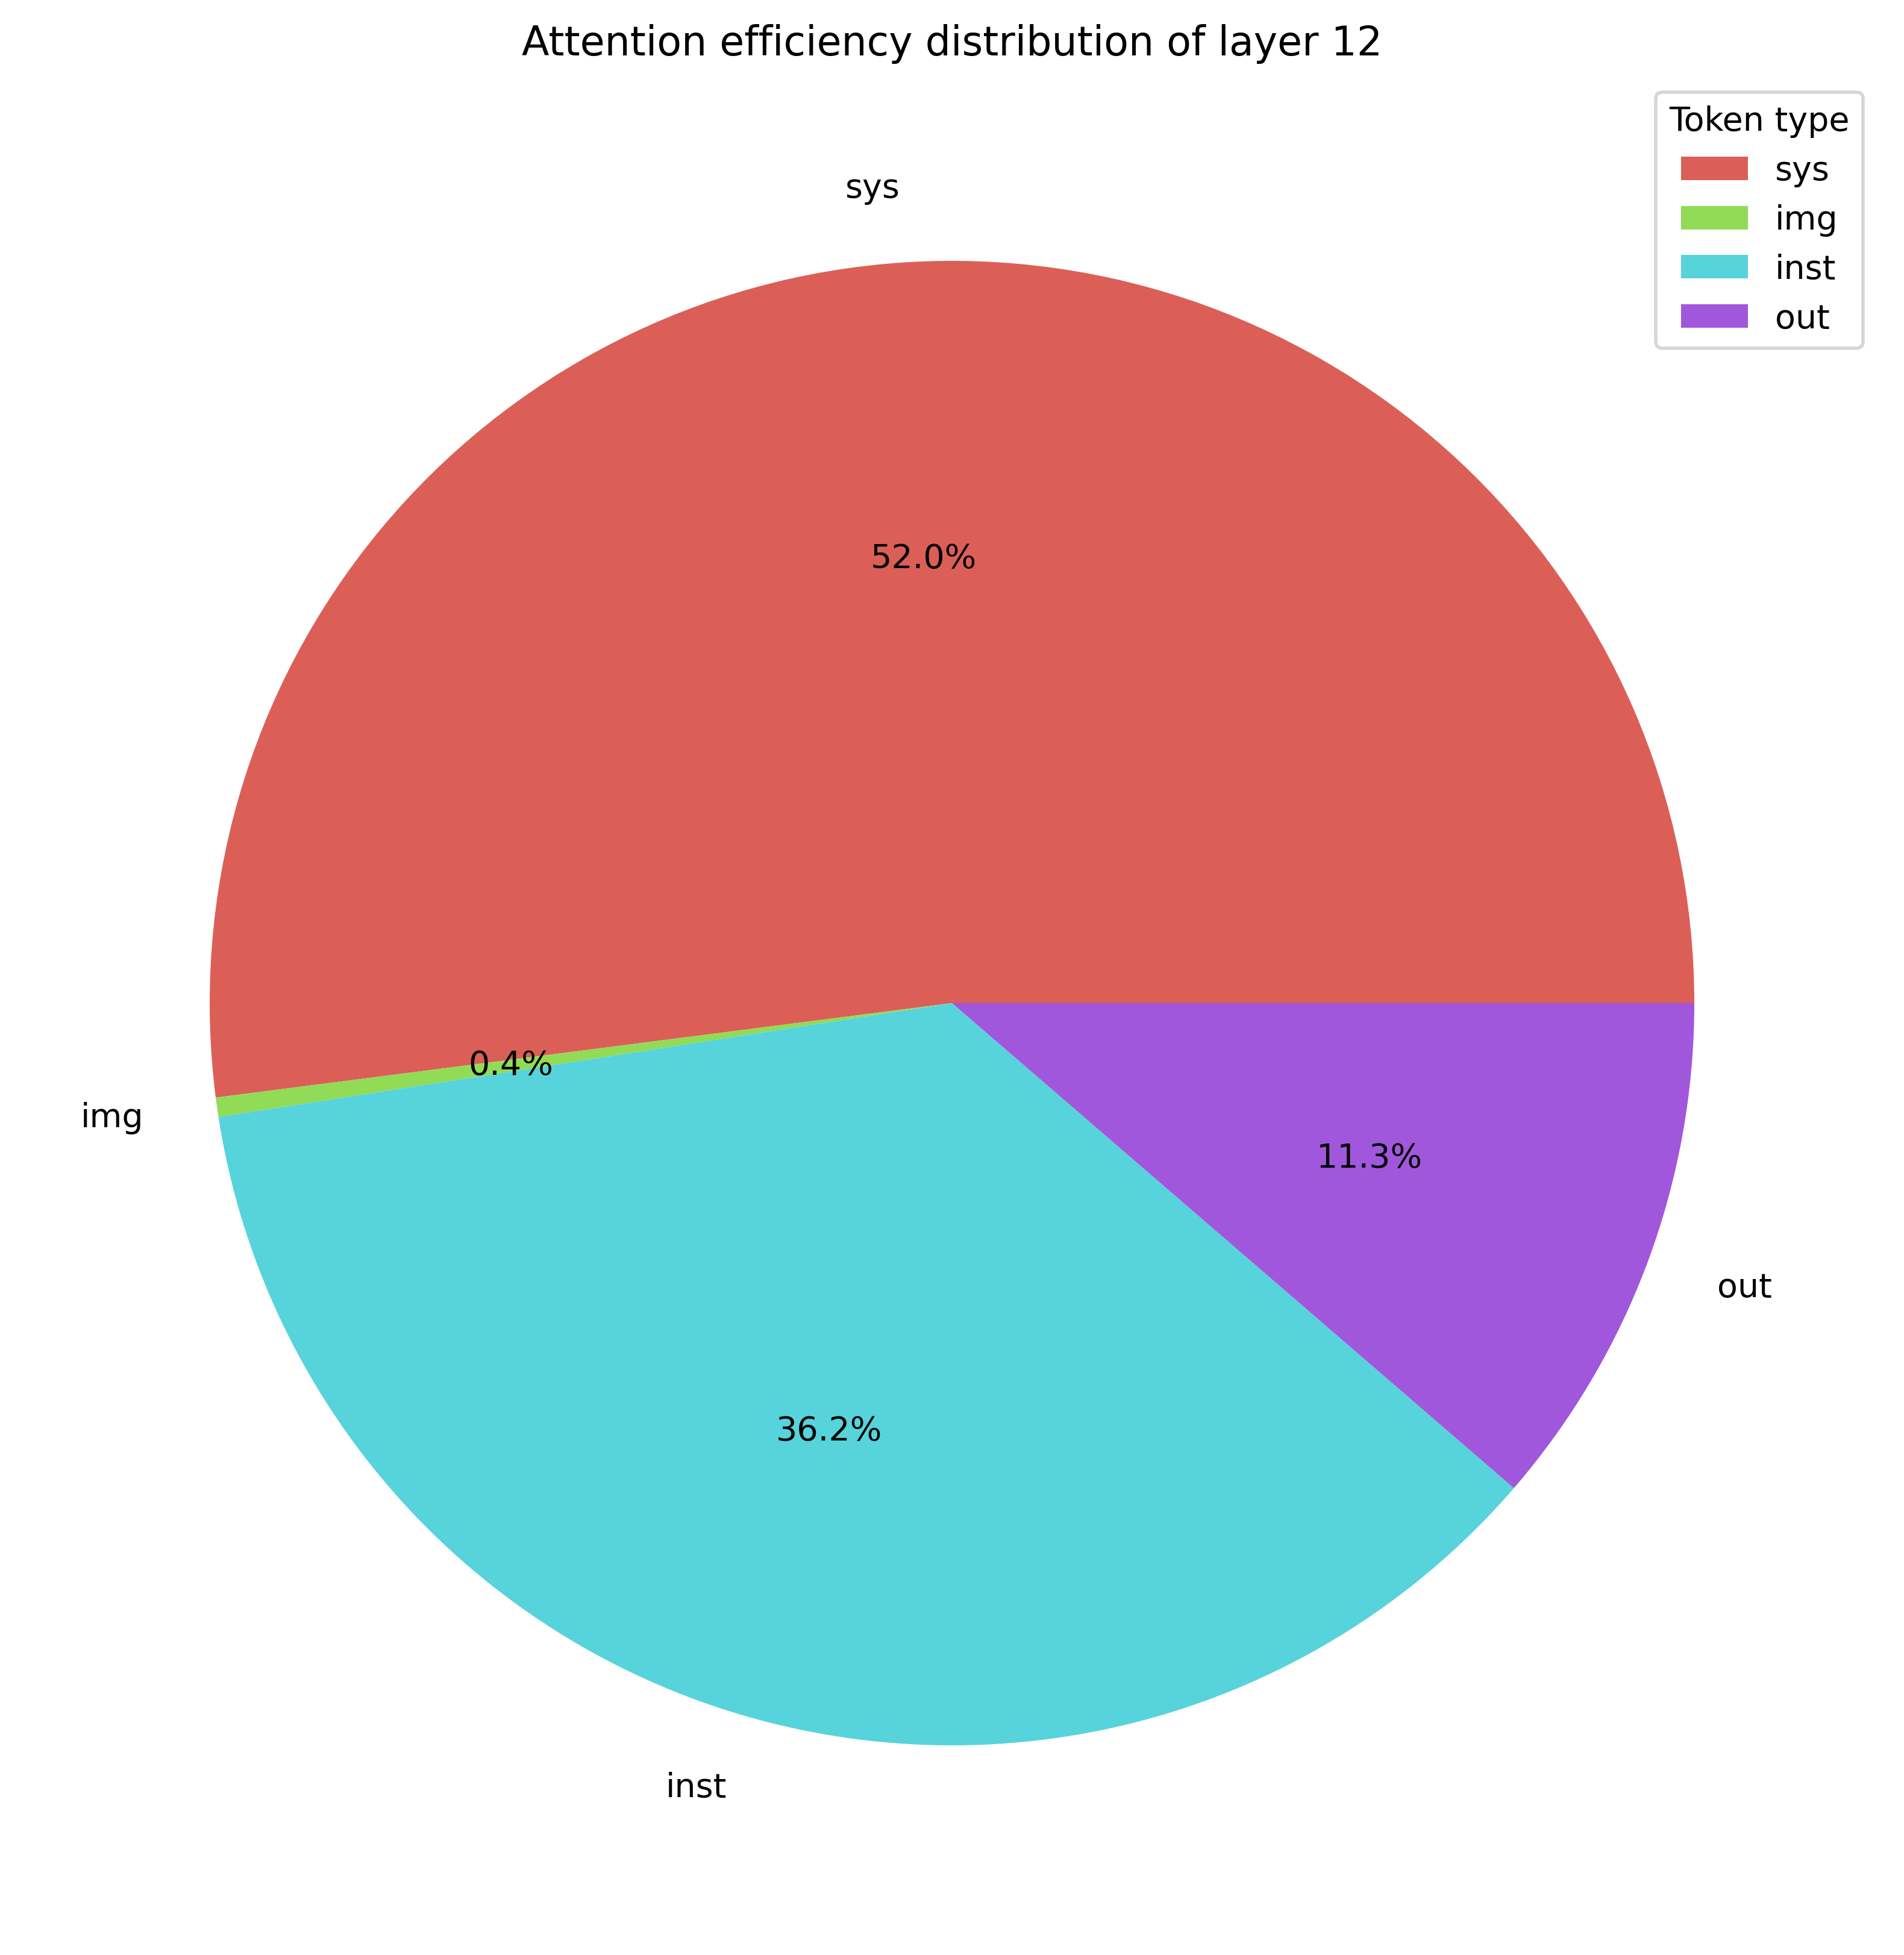 Attention efficiency distribution of layer 12
Token type
sys
img
inst
out
sys
52.0%
0.4%
img
11.3%
out
36.2%
inst